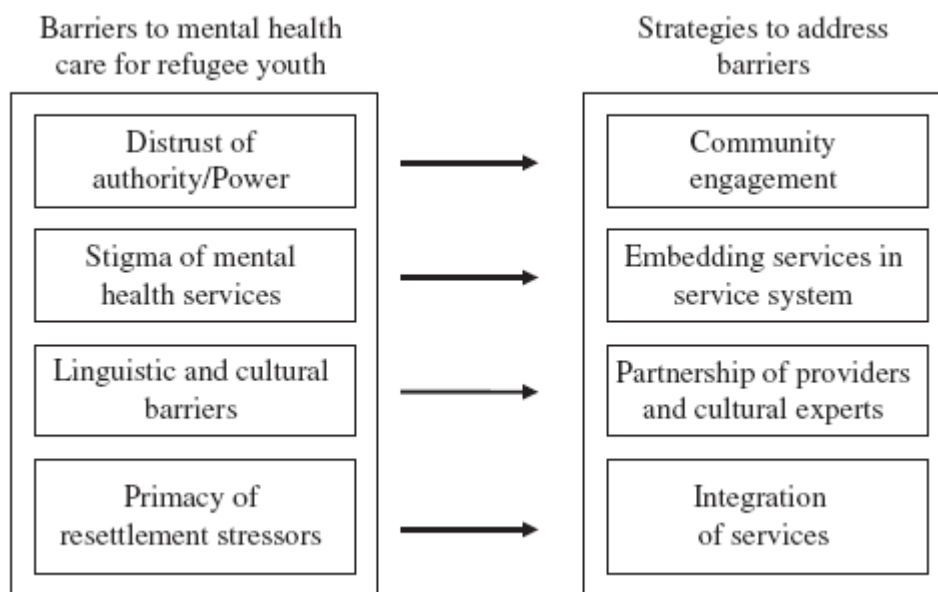 Barriers to mental health
care for refugee youth
Distrust of
authority/Power
Stigma of mental
health services
Linguistic and cultural
barriers
Primacy of
resettlement stressors
Strategies to address
barriers
Community
engagement
Embedding services in
service system
Partnership of providers
and cultural experts
Integration
of services